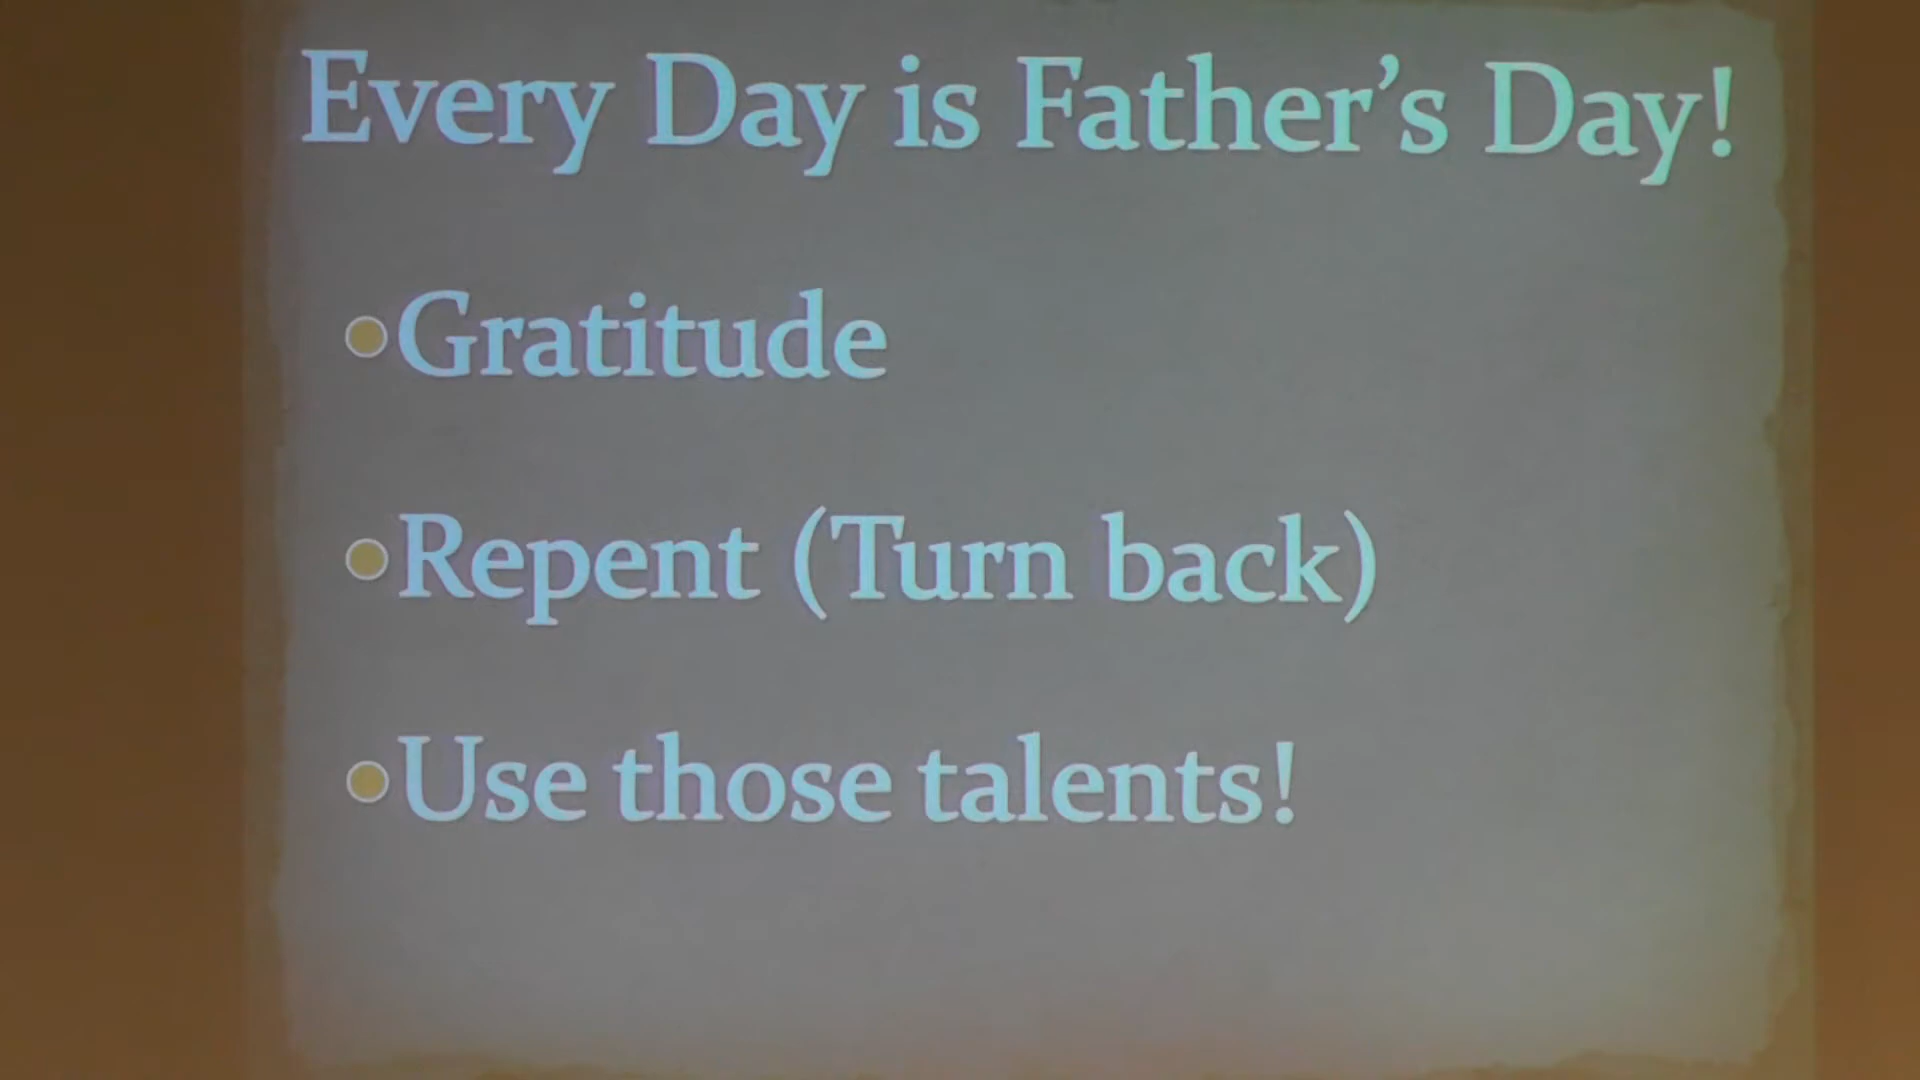 Every Day is Father’s Day!
Gratitude
Repent (Turn back)
Use those talents!